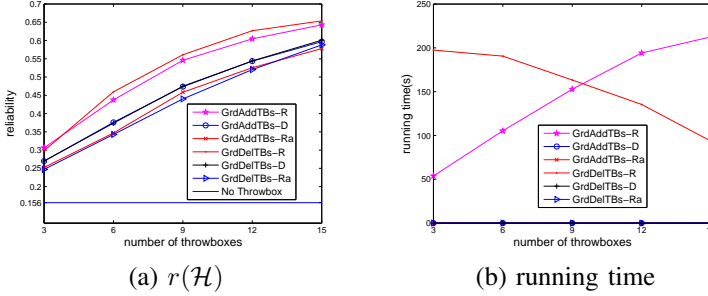 0.7
0.65
0.6
0.55
0.5
0.45
0.4
0.35
0.3
0.25
0.2
0.156
reliability
3 6 9 12 15
number of throwboxes
GrdAddTBs−R
GrdAddTBs−D
GrdAddTBs−Ra
GrdDelTBs−R
GrdDelTBs−D
GrdDelTBs−Ra
No Throwbox
(a) r(H)
250
200
150
100
50
0
running time(s)
3 6 9 12
number of throwboxes
GrdAddTBs−R
GrdAddTBs−D
GrdAddTBs−Ra
GrdDelTBs−R
GrdDelTBs−D
GrdDelTBs−Ra
(b) running time